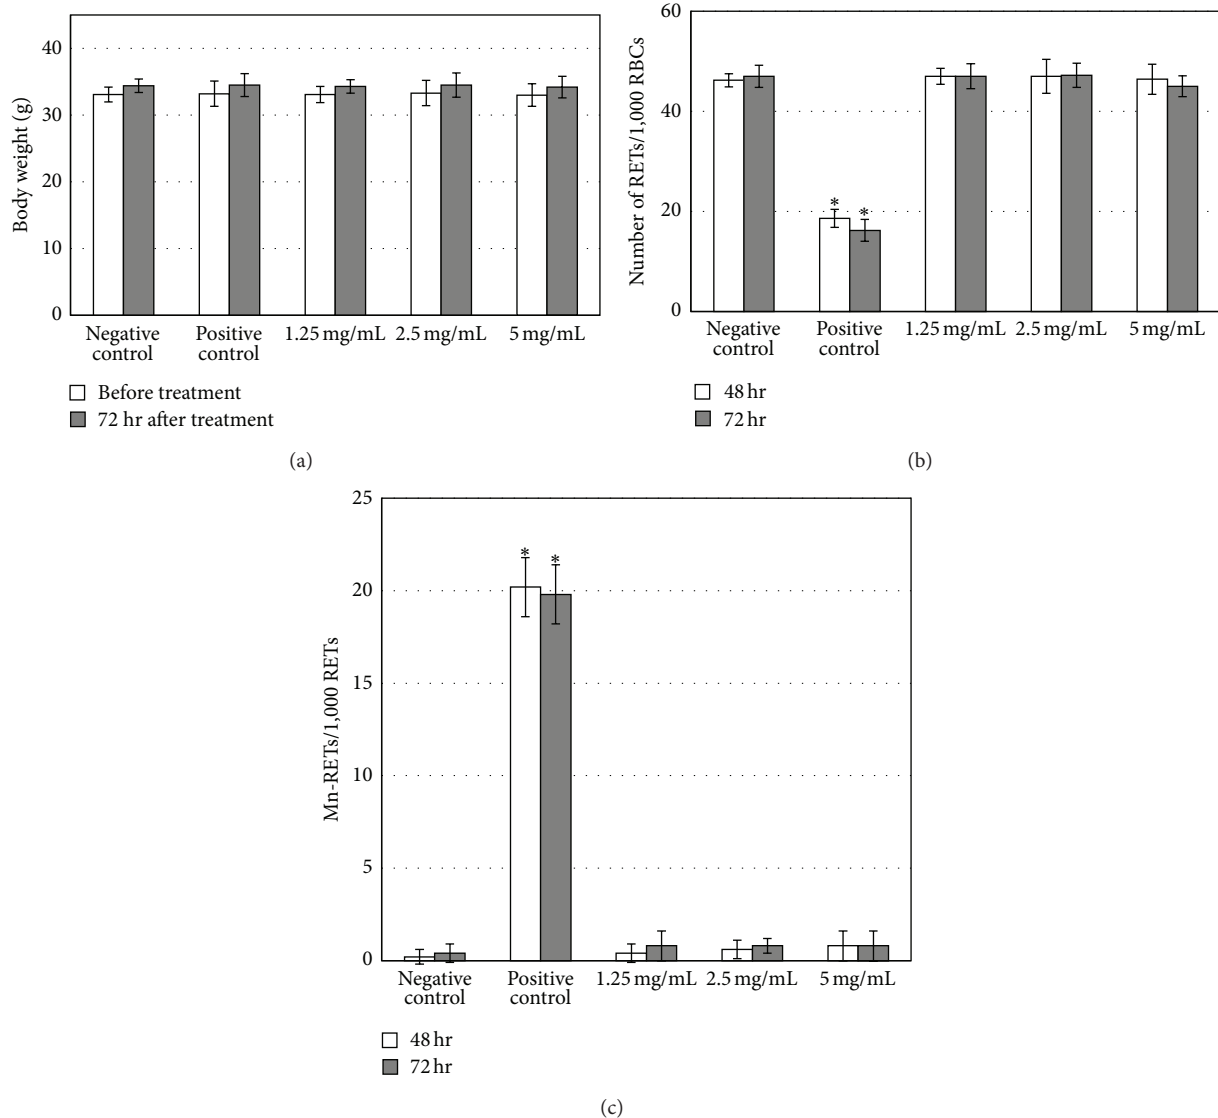 40
30
20
10
0
Body weight (g)
Negative control
Positive control
1.25 mg/mL
2.5 mg/mL
5 mg/mL
Before treatment
72 hr after treatment
(a)
60
40
20
0
Number of RETs/1,000 RBCs
*
*
Negative control
Positive control
1.25 mg/mL
2.5 mg/mL
5 mg/mL
48 hr
72 hr
(b)
25
20
15
10
5
0
Mn-RETs/1,000 RETs
*
*
Negative control
Positive control
1.25 mg/mL
2.5 mg/mL
5 mg/mL
48 hr
72 hr
(c)